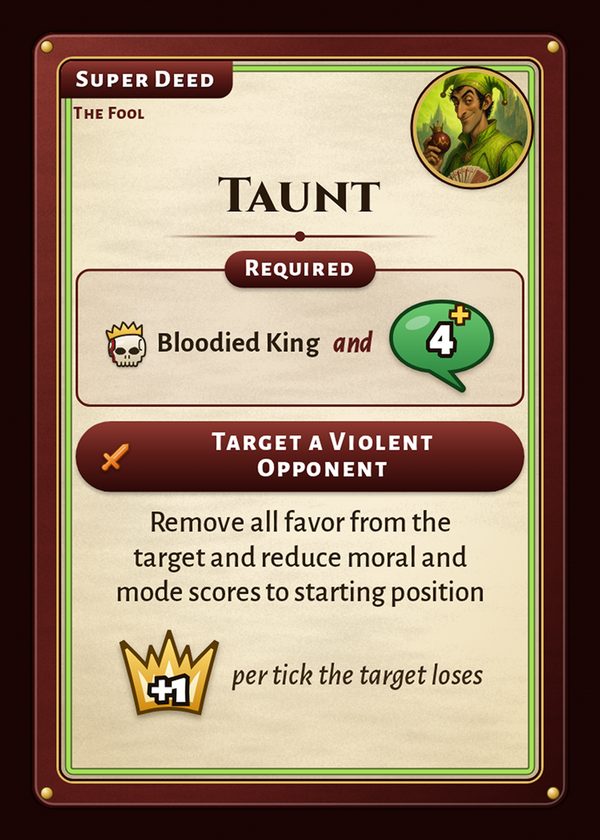 Super Deed
The Fool
Taunt
Required
Bloodied King and 4+
Target a Violent
Opponent
Remove all favor from the
target and reduce moral and
mode scores to starting position
+1 per tick the target loses